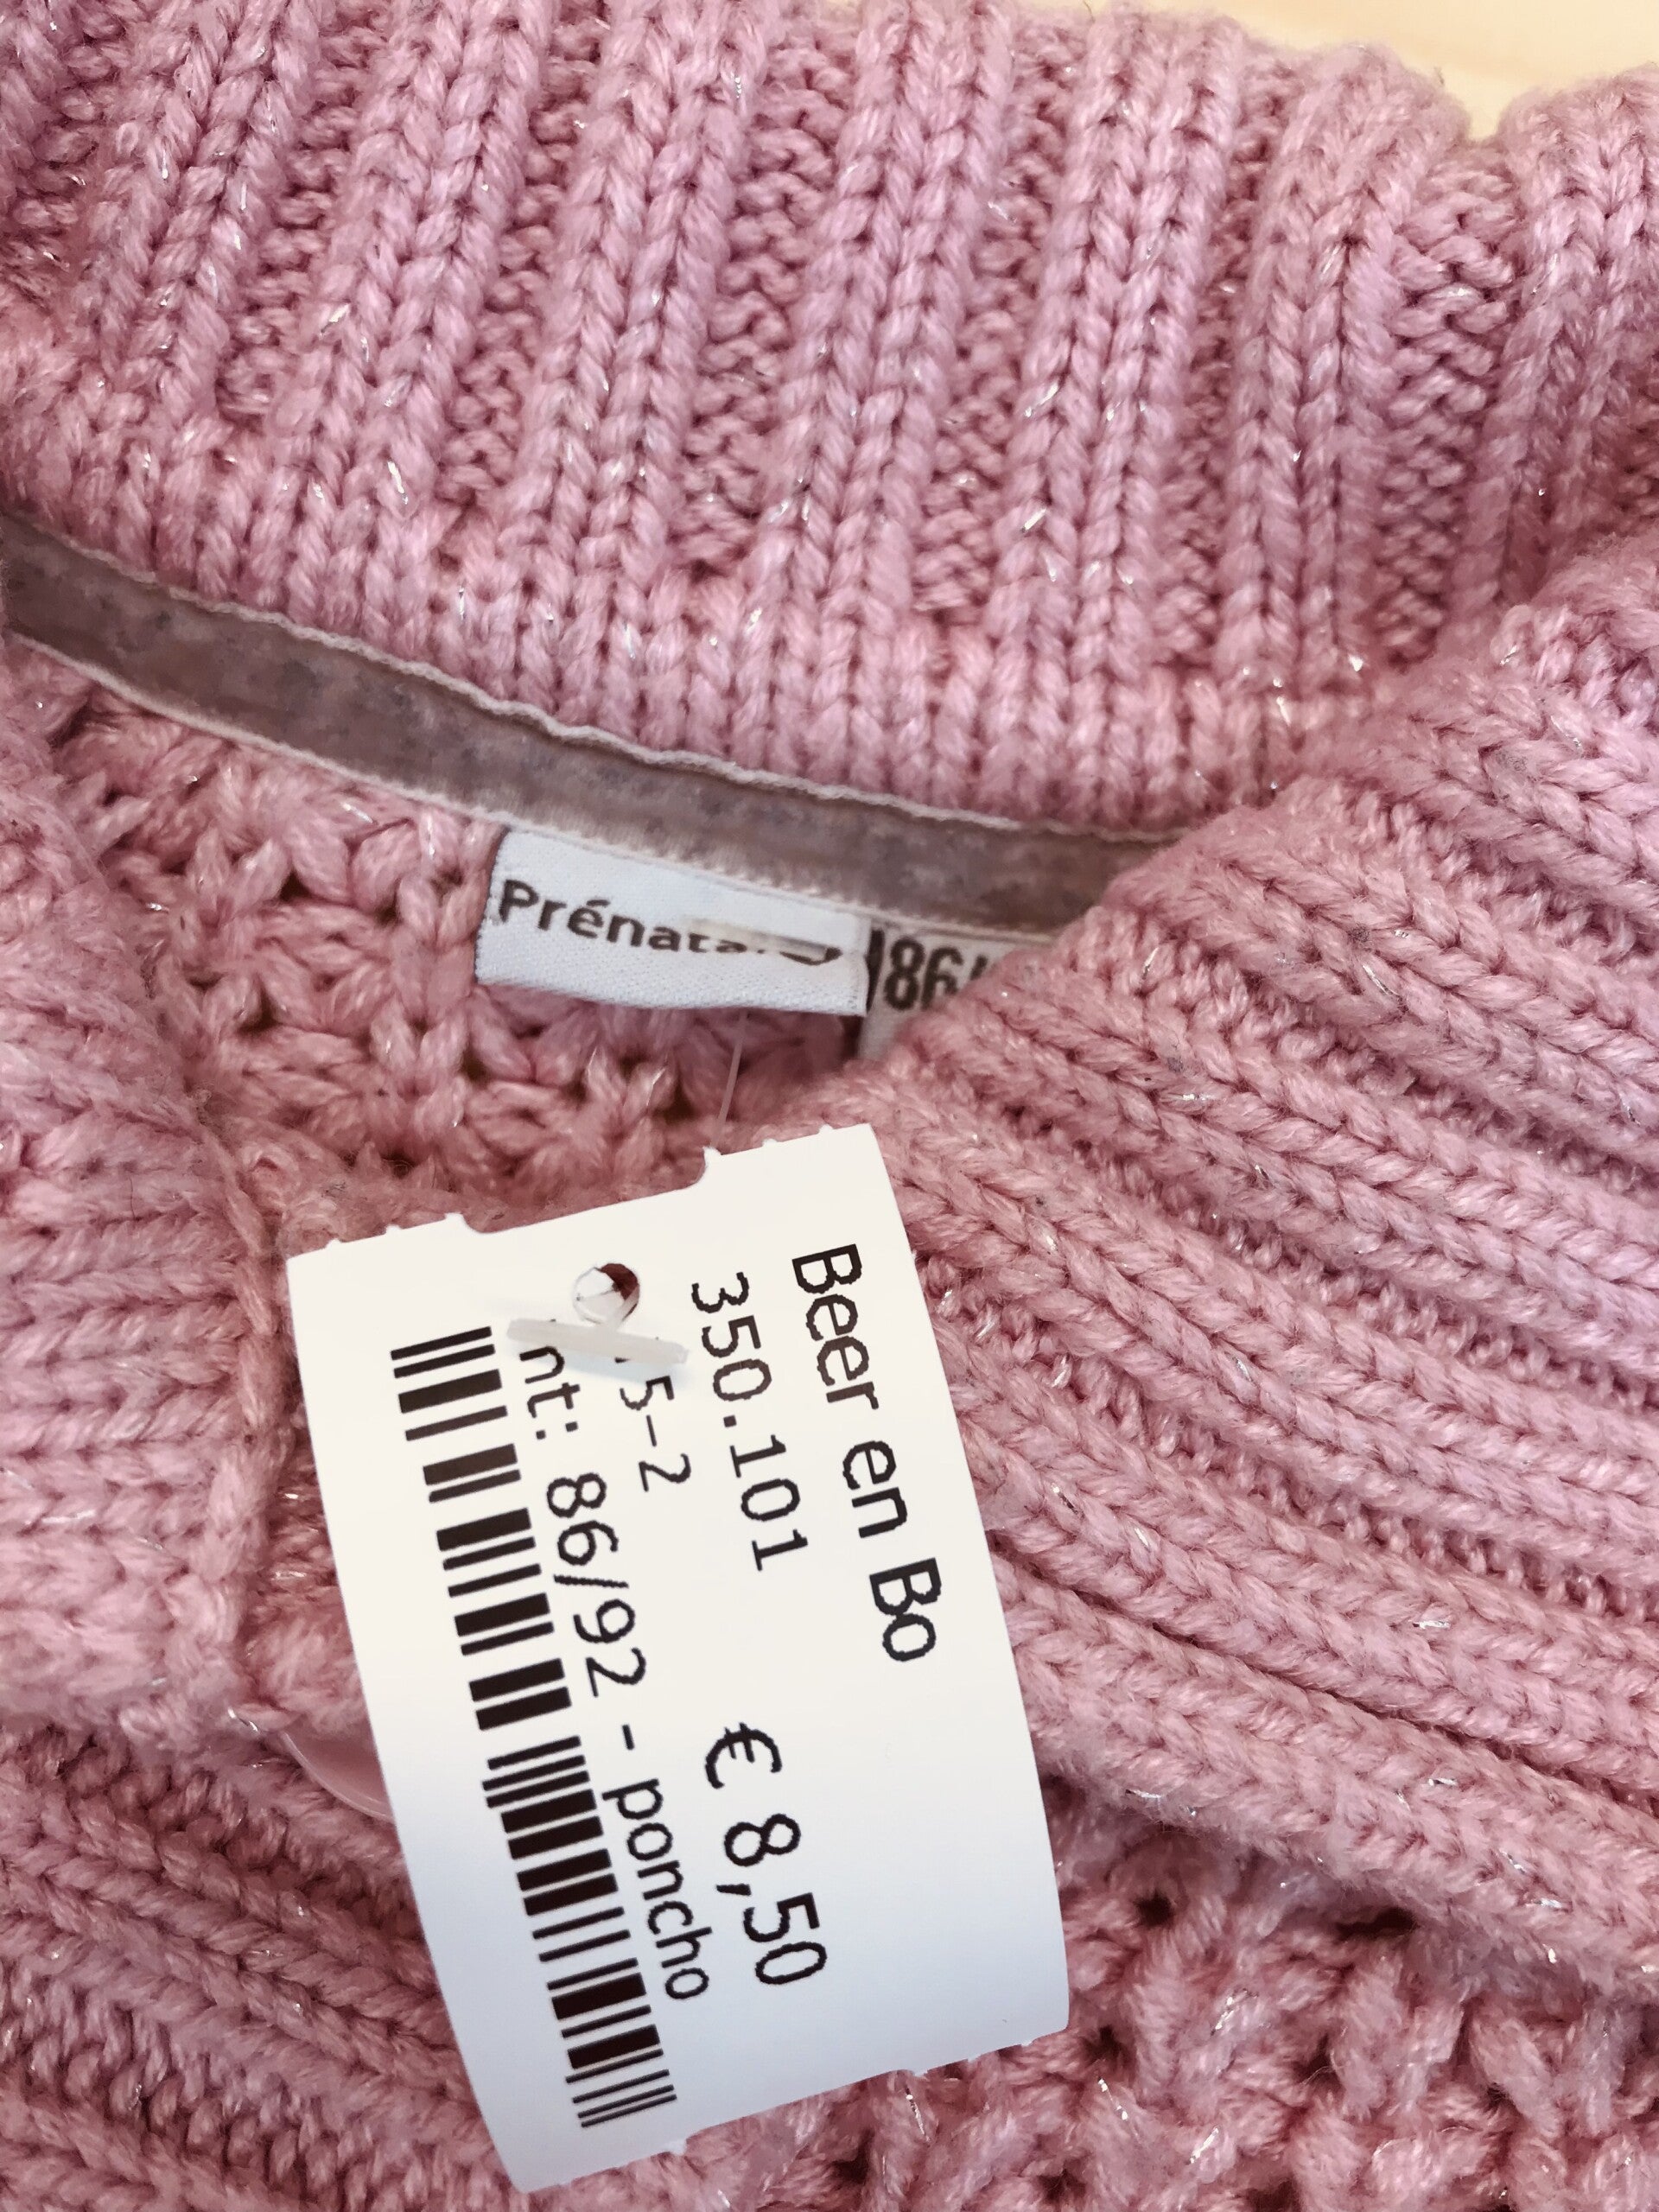 Prénatal
86/
Beer en Bo
350.101 € 8,50
5-2
nt: 86/92 - poncho